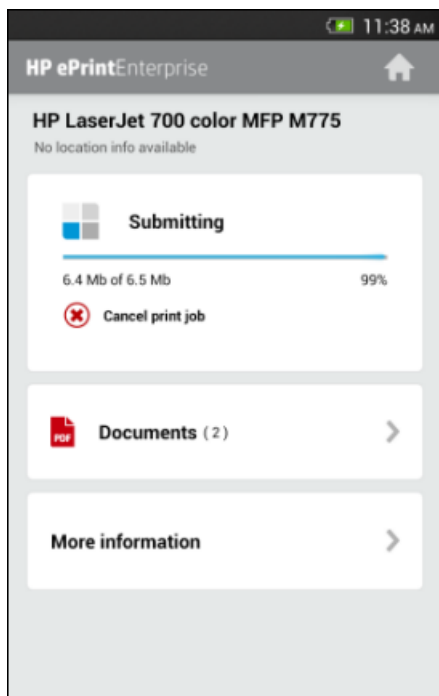 11:38 AM
HP ePrintEnterprise
HP LaserJet 700 color MFP M775
No location info available
Submitting
6.4 Mb of 6.5 Mb 99%
Cancel print job
PDF Documents (2)
More information